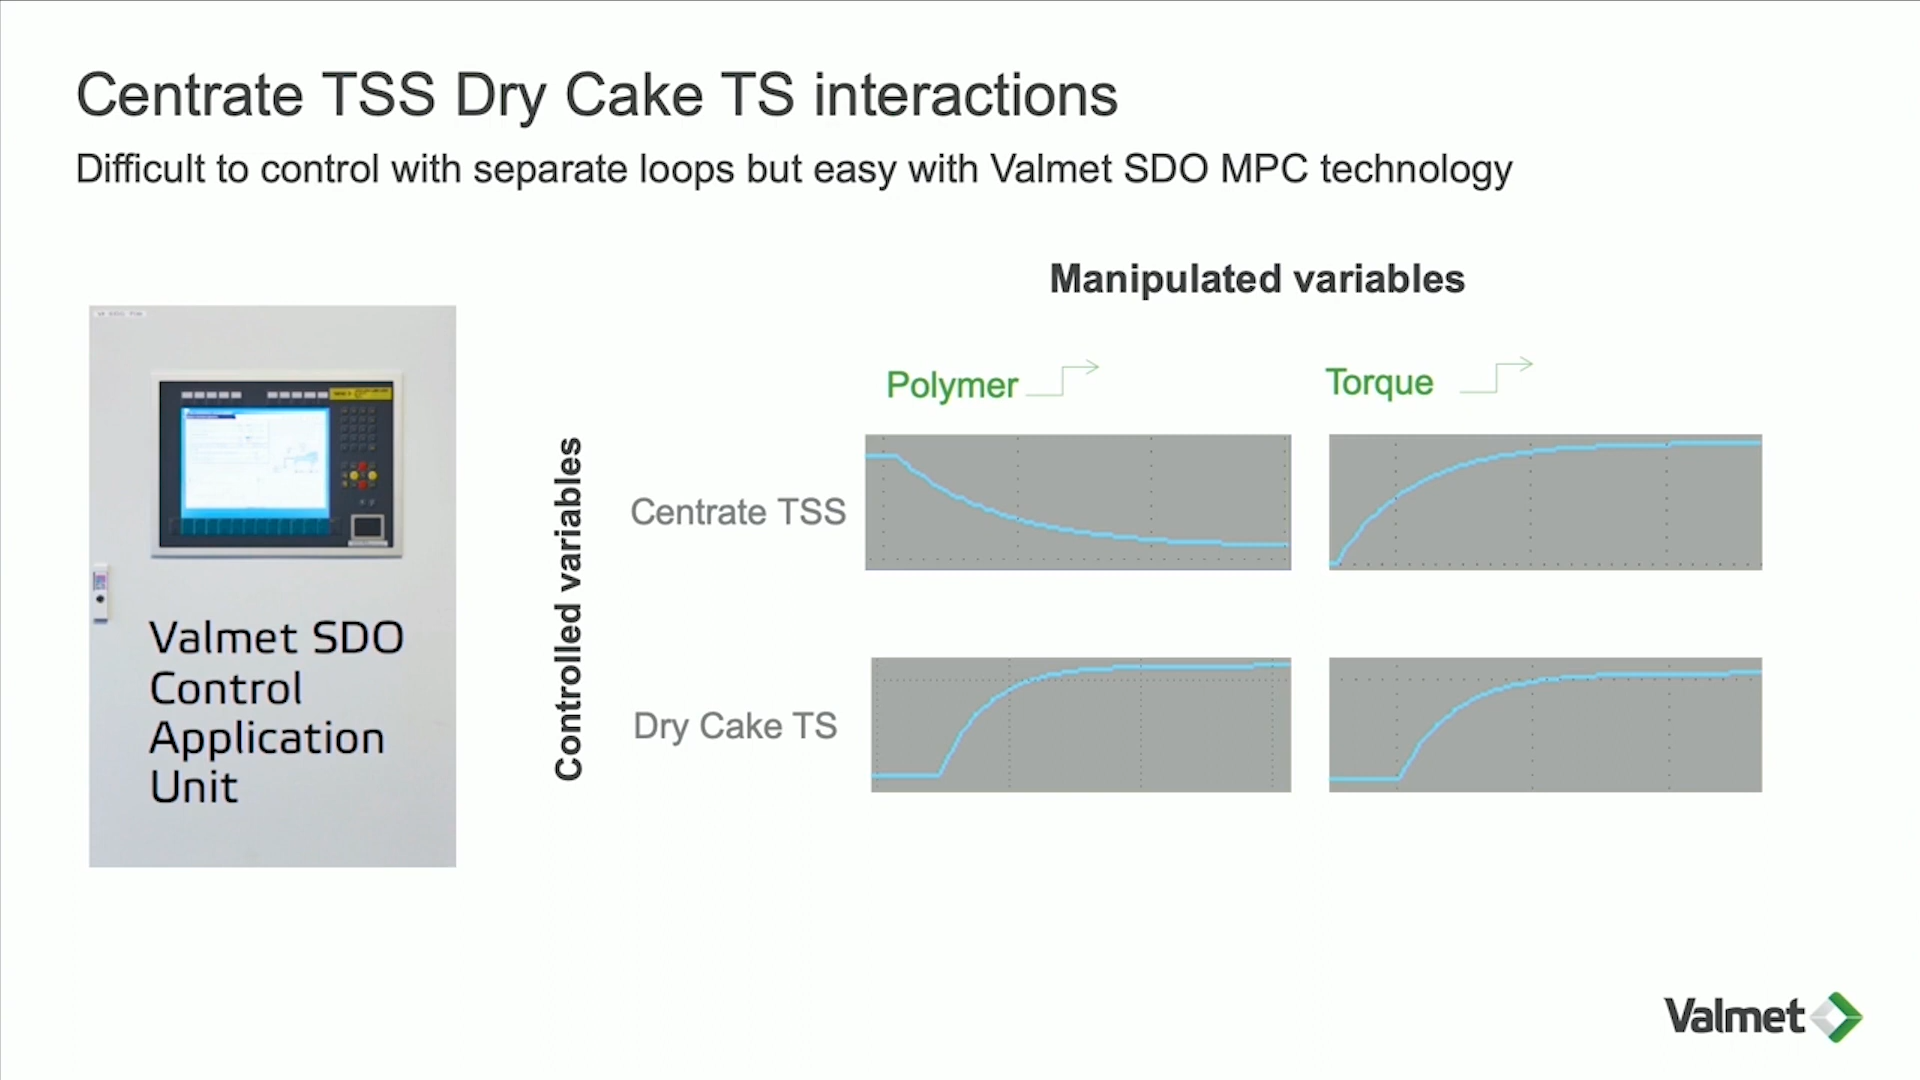 Centrate TSS Dry Cake TS interactions
Difficult to control with separate loops but easy with Valmet SDO MPC technology
Manipulated variables
Polymer
Torque
Controlled variables
Centrate TSS
Dry Cake TS
Valmet SDO
Control
Application
Unit
Valmet